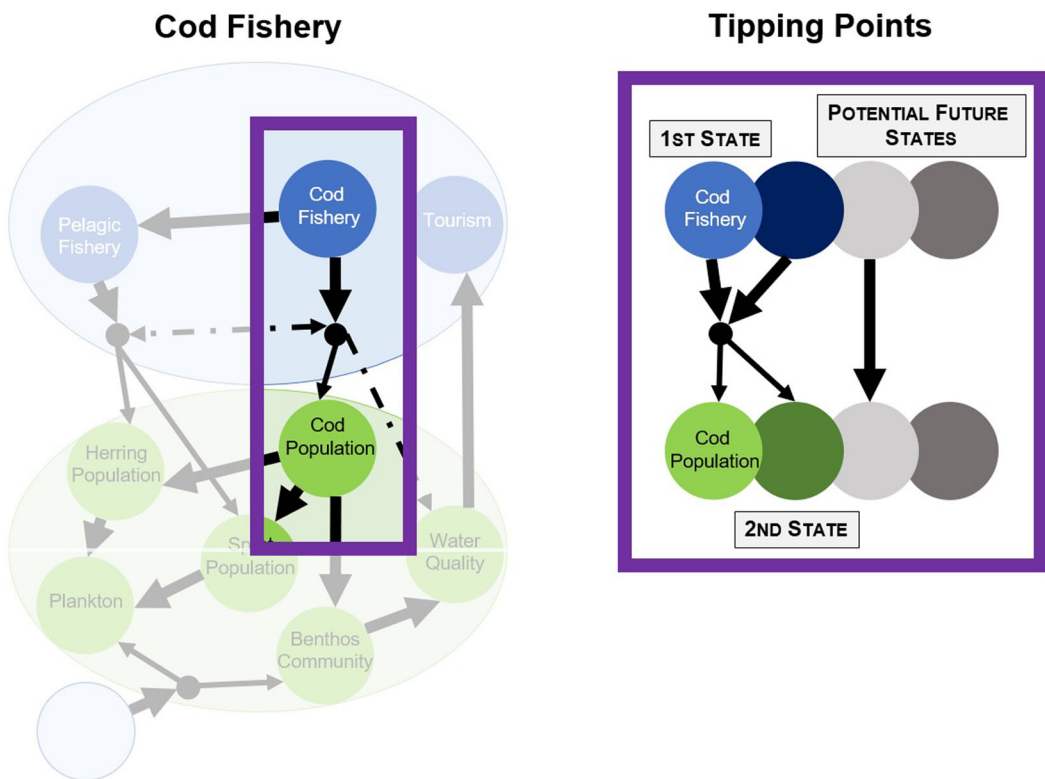 Cod Fishery
Cod
Fishery
Pelagic
Fishery
Tourism
Cod
Population
Herring
Population
Population
Water
Quality
Plankton
Benthos
Community
Tipping Points
1ST STATE
POTENTIAL FUTURE
STATES
Cod
Fishery
Cod
Population
2ND STATE